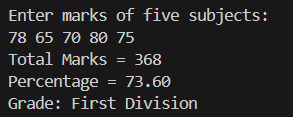 Enter marks of five subjects:
78 65 70 80 75
Total Marks = 368
Percentage = 73.60
Grade: First Division